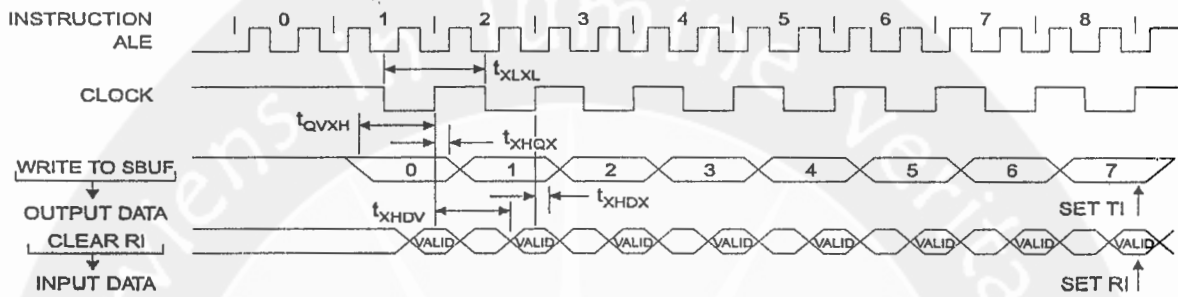 INSTRUCTION 0 1 2 3 4 5 6 7 8
ALE
tXLXL
CLOCK
tQVXH
tXHQX
WRITE TO SBUF 0 1 2 3 4 5 6 7
OUTPUT DATA tXHDV tXHDX SET TI
CLEAR RI VALID VALID VALID VALID VALID VALID VALID VALID
INPUT DATA SET RI
lumine